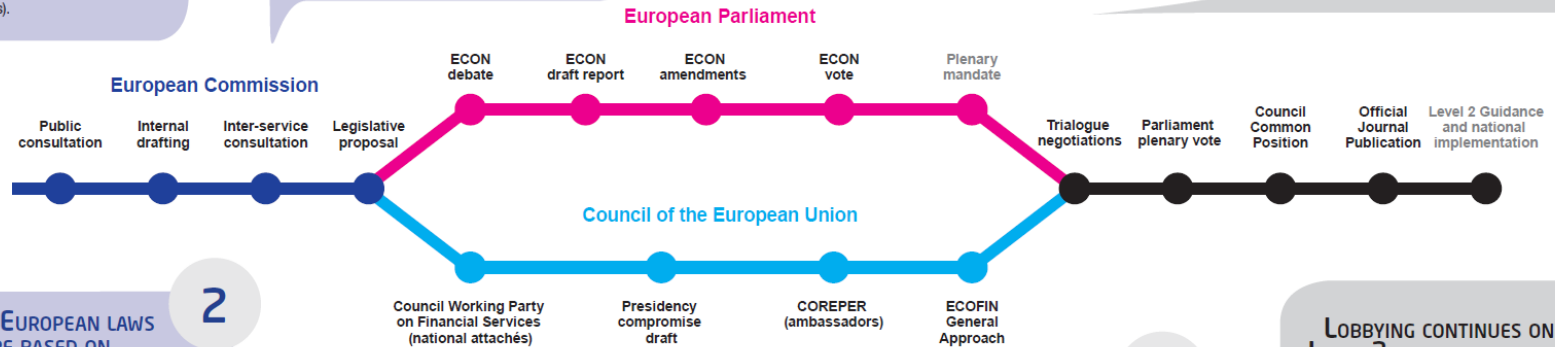 s).
European Parliament
European Commission
ECON
debate
ECON
draft report
ECON
amendments
ECON
vote
Plenary
mandate
Public
consultation
Internal
drafting
Inter-service
consultation
Legislative
proposal
Trialogue
negotiations
Parliament
plenary vote
Council
Common
Position
Official
Journal
Publication
Level 2 Guidance
and national
implementation
Council of the European Union
Council Working Party
on Financial Services
(national attachés)
Presidency
compromise
draft
COREPER
(ambassadors)
ECOFIN
General
Approach
2
EUROPEAN LAWS
BASED ON
LOBBYING CONTINUES ON